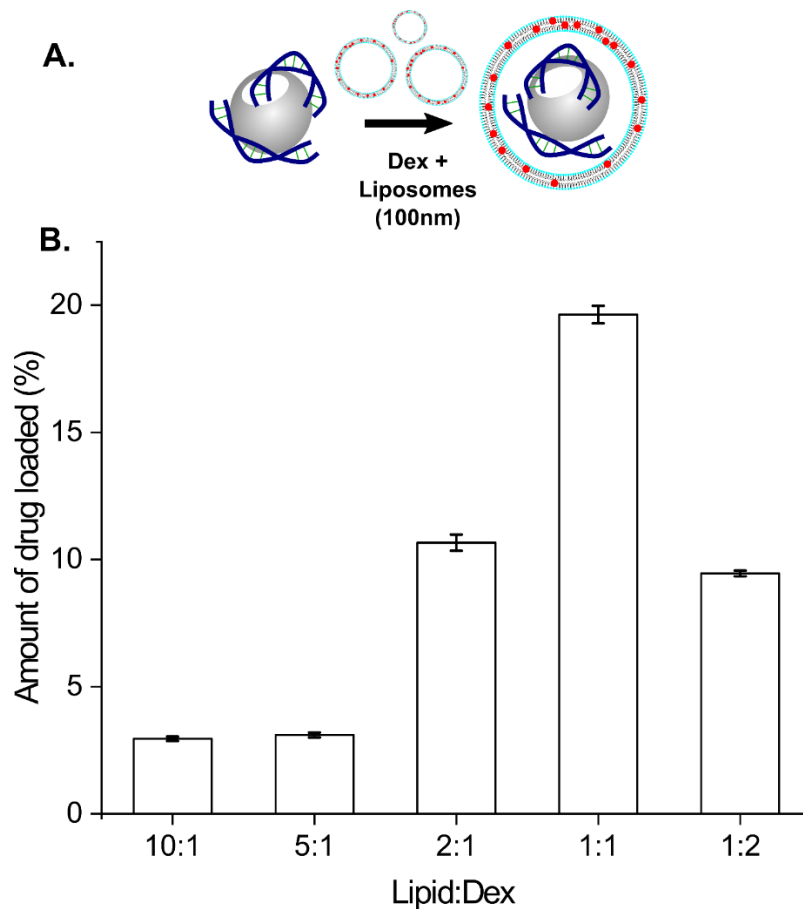 A.
Dex +
Liposomes
(100nm)
B.
Amount of drug loaded (%)
20
15
10
5
0
10:1 5:1 2:1 1:1 1:2
Lipid:Dex